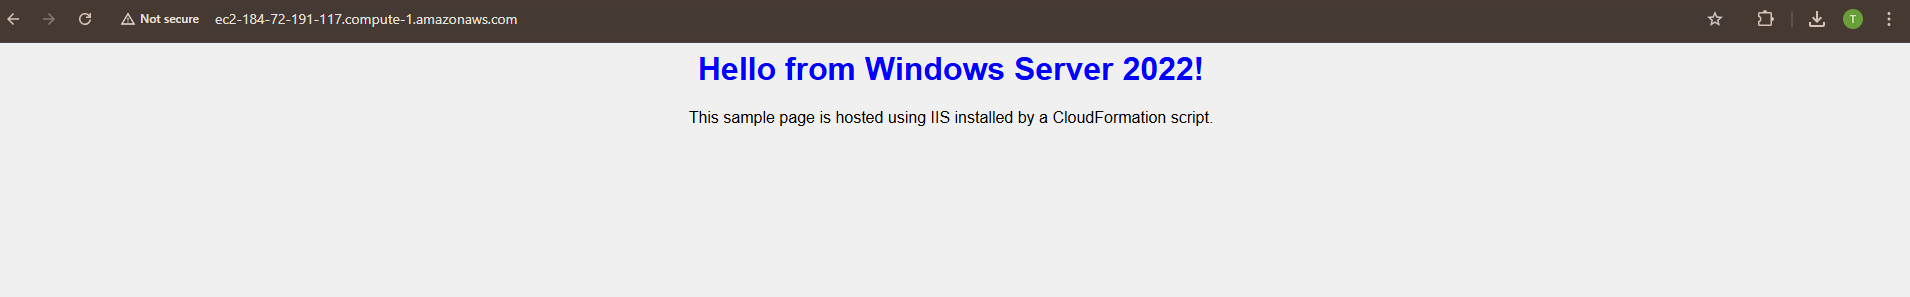 Not secure ec2-184-72-191-117.compute-1.amazonaws.com T
Hello from Windows Server 2022!
This sample page is hosted using IIS installed by a CloudFormation script.